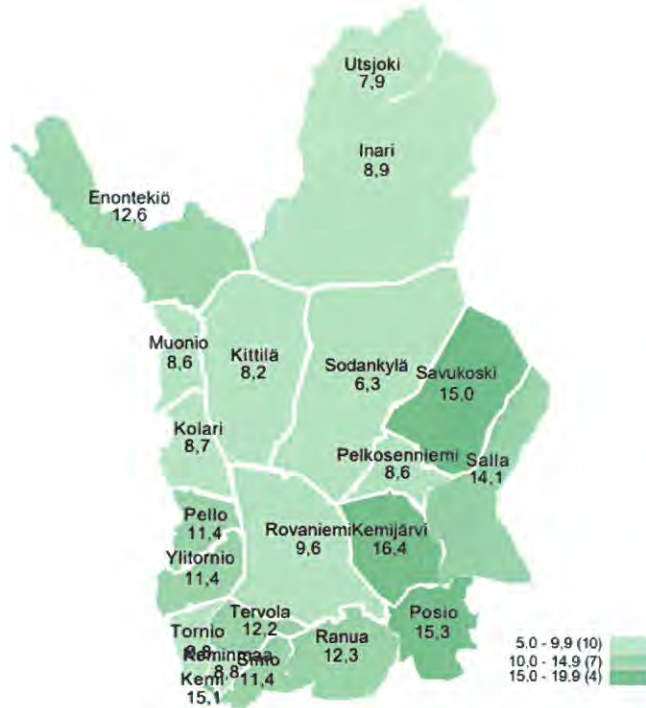 Utsjoki
7,9
Inari
8,9
Enontekiö
12,6
Muonio
8,6
Kittilä
8,2
Sodankylä
6,3
Savukoski
15,0
Kolari
8,7
Pelkosenniemi
8,6
Salla
14,1
Pello
11,4
Rovaniemi
9,6
Kemijärvi
16,4
Ylitornio
11,4
Tervola
12,2
Posio
15,3
Tornio
Ranua
12,3
Keminmaa
8,8
Simo
11,4
Kemi
15,1
5,0 - 9,9 (10)
10,0 - 14,9 (7)
15,0 - 19,9 (4)